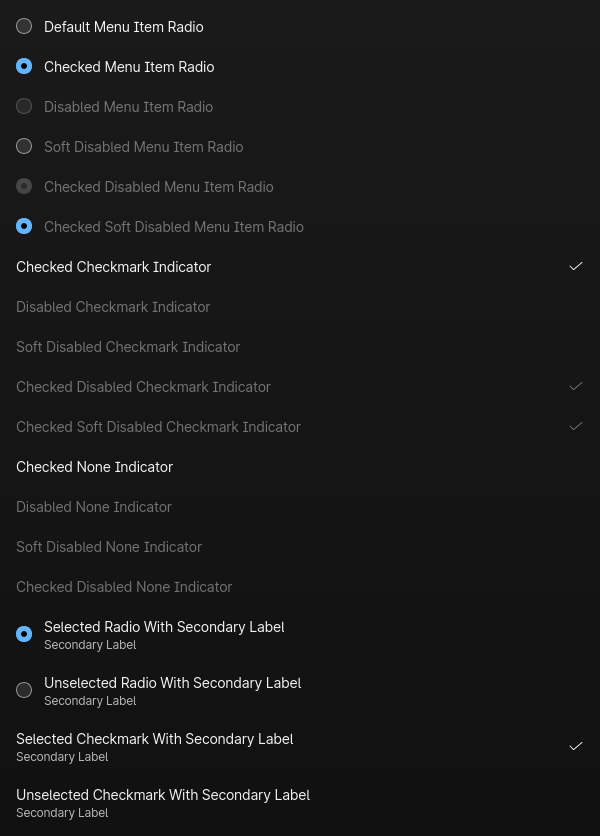 Default Menu Item Radio
Checked Menu Item Radio
Disabled Menu Item Radio
Soft Disabled Menu Item Radio
Checked Disabled Menu Item Radio
Checked Soft Disabled Menu Item Radio
Checked Checkmark Indicator
Disabled Checkmark Indicator
Soft Disabled Checkmark Indicator
Checked Disabled Checkmark Indicator
Checked Soft Disabled Checkmark Indicator
Checked None Indicator
Disabled None Indicator
Soft Disabled None Indicator
Checked Disabled None Indicator
Selected Radio With Secondary Label
Secondary Label
Unselected Radio With Secondary Label
Secondary Label
Selected Checkmark With Secondary Label
Secondary Label
Unselected Checkmark With Secondary Label
Secondary Label